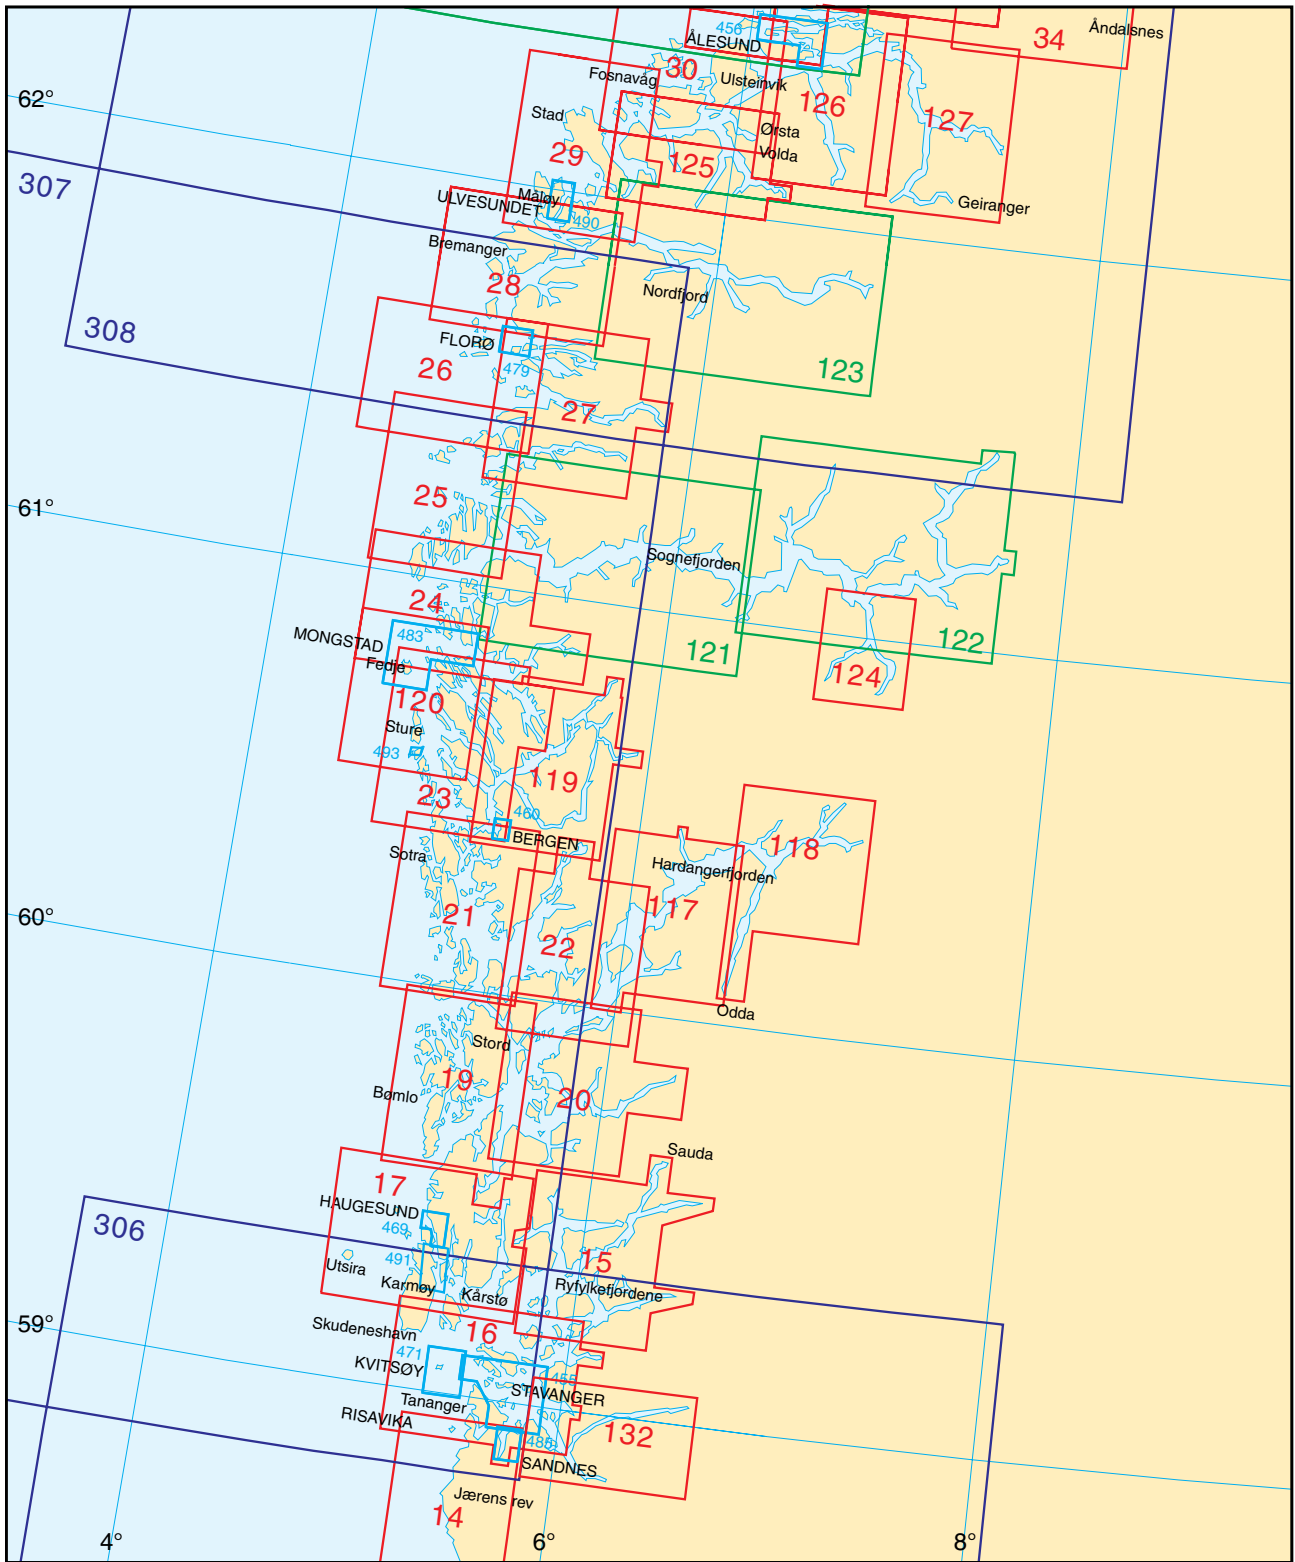 456
ÅLESUND
34
Åndalsnes
30
Fosnavåg
Ulsteinvik
126
127
62°
Stad
Ørsta
Volda
29
125
307
Måløy
ULVESUNDET
490
Geiranger
Bremanger
28
Nordfjord
308
FLORØ
479
26
123
27
25
61°
Sognefjorden
24
MONGSTAD
483
121
122
Fedje
124
120
Sture
493
119
23
460
BERGEN
118
Sotra
Hardangerfjorden
21
117
60°
22
Odda
Stord
19
20
Bømlo
Sauda
17
HAUGESUND
306
469
491
15
Utsira
Karmøy
Kårstø
Ryfylkefjordene
59°
Skudeneshavn
16
471
KVITSØY
455
STAVANGER
Tananger
RISAVIKA
132
485
SANDNES
Jærens rev
14
4°
6°
8°